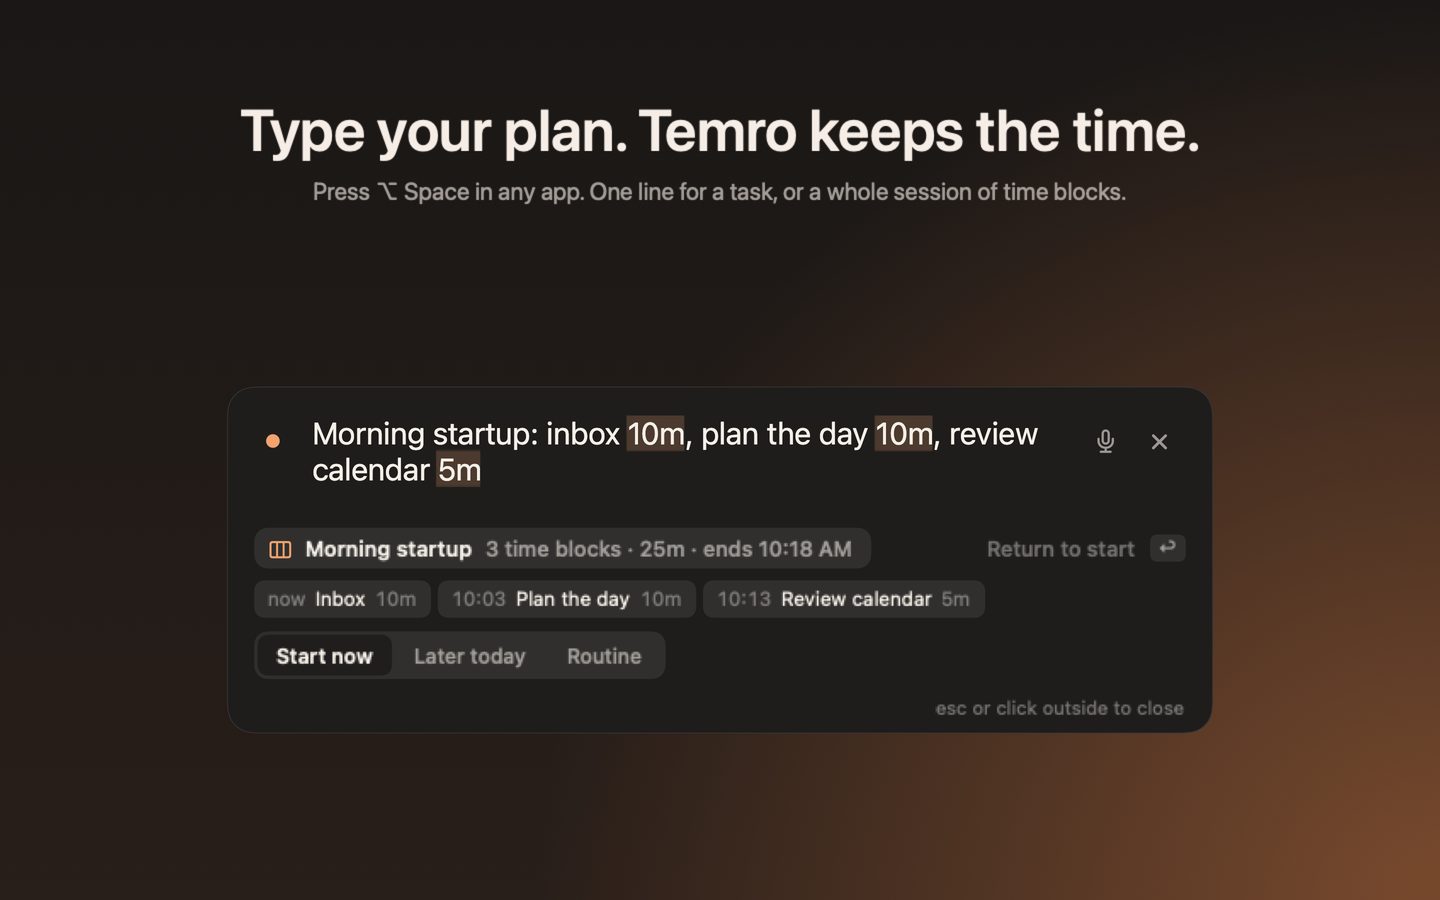 Type your plan. Temro keeps the time.
Press ⌥ Space in any app. One line for a task, or a whole session of time blocks.
Morning startup: inbox 10m, plan the day 10m, review
calendar 5m
Morning startup 3 time blocks · 25m · ends 10:18 AM
Return to start ↩
now Inbox 10m
10:03 Plan the day 10m
10:13 Review calendar 5m
Start now
Later today
Routine
esc or click outside to close